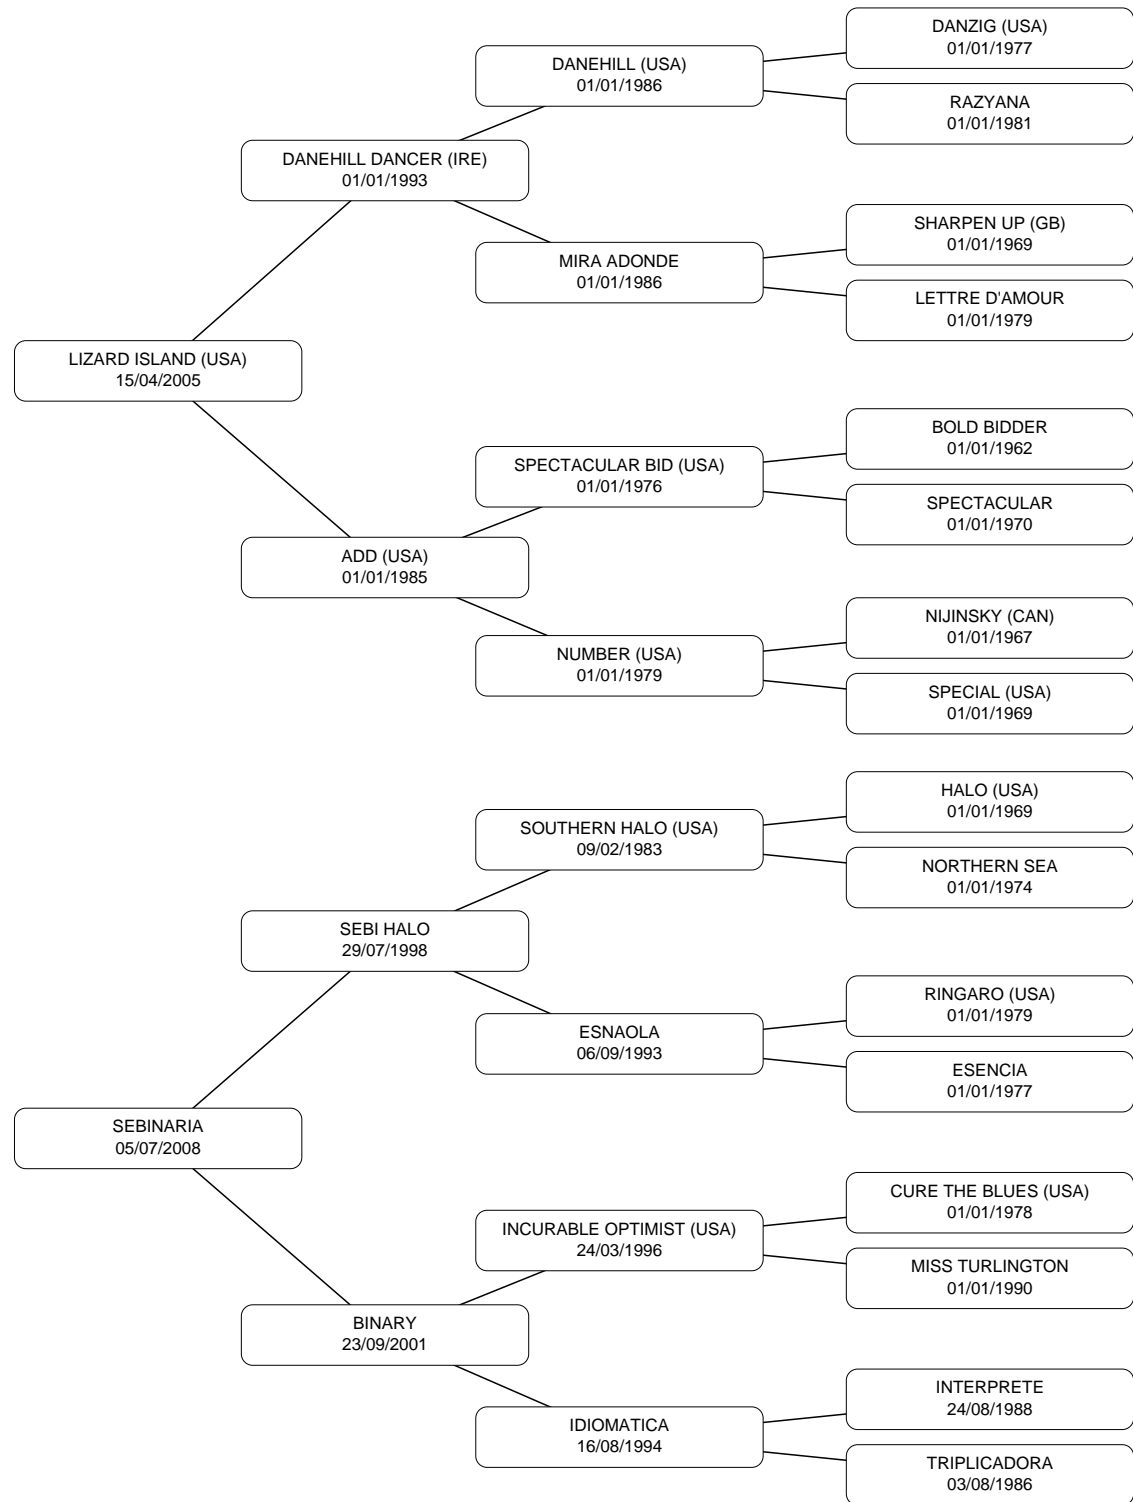 DANZIG (USA)
01/01/1977
DANEHILL (USA)
01/01/1986
RAZYANA
01/01/1981
DANEHILL DANCER (IRE)
01/01/1993
SHARPEN UP (GB)
01/01/1969
MIRA ADONDE
01/01/1986
LETTRE D'AMOUR
01/01/1979
LIZARD ISLAND (USA)
15/04/2005
BOLD BIDDER
01/01/1962
SPECTACULAR BID (USA)
01/01/1976
SPECTACULAR
01/01/1970
ADD (USA)
01/01/1985
NIJINSKY (CAN)
01/01/1967
NUMBER (USA)
01/01/1979
SPECIAL (USA)
01/01/1969
HALO (USA)
01/01/1969
SOUTHERN HALO (USA)
09/02/1983
NORTHERN SEA
01/01/1974
SEBI HALO
29/07/1998
RINGARO (USA)
01/01/1979
ESNAOLA
06/09/1993
ESENCIA
01/01/1977
SEBINARIA
05/07/2008
CURE THE BLUES (USA)
01/01/1978
INCURABLE OPTIMIST (USA)
24/03/1996
MISS TURLINGTON
01/01/1990
BINARY
23/09/2001
INTERPRETE
24/08/1988
IDIOMATICA
16/08/1994
TRIPLICADORA
03/08/1986